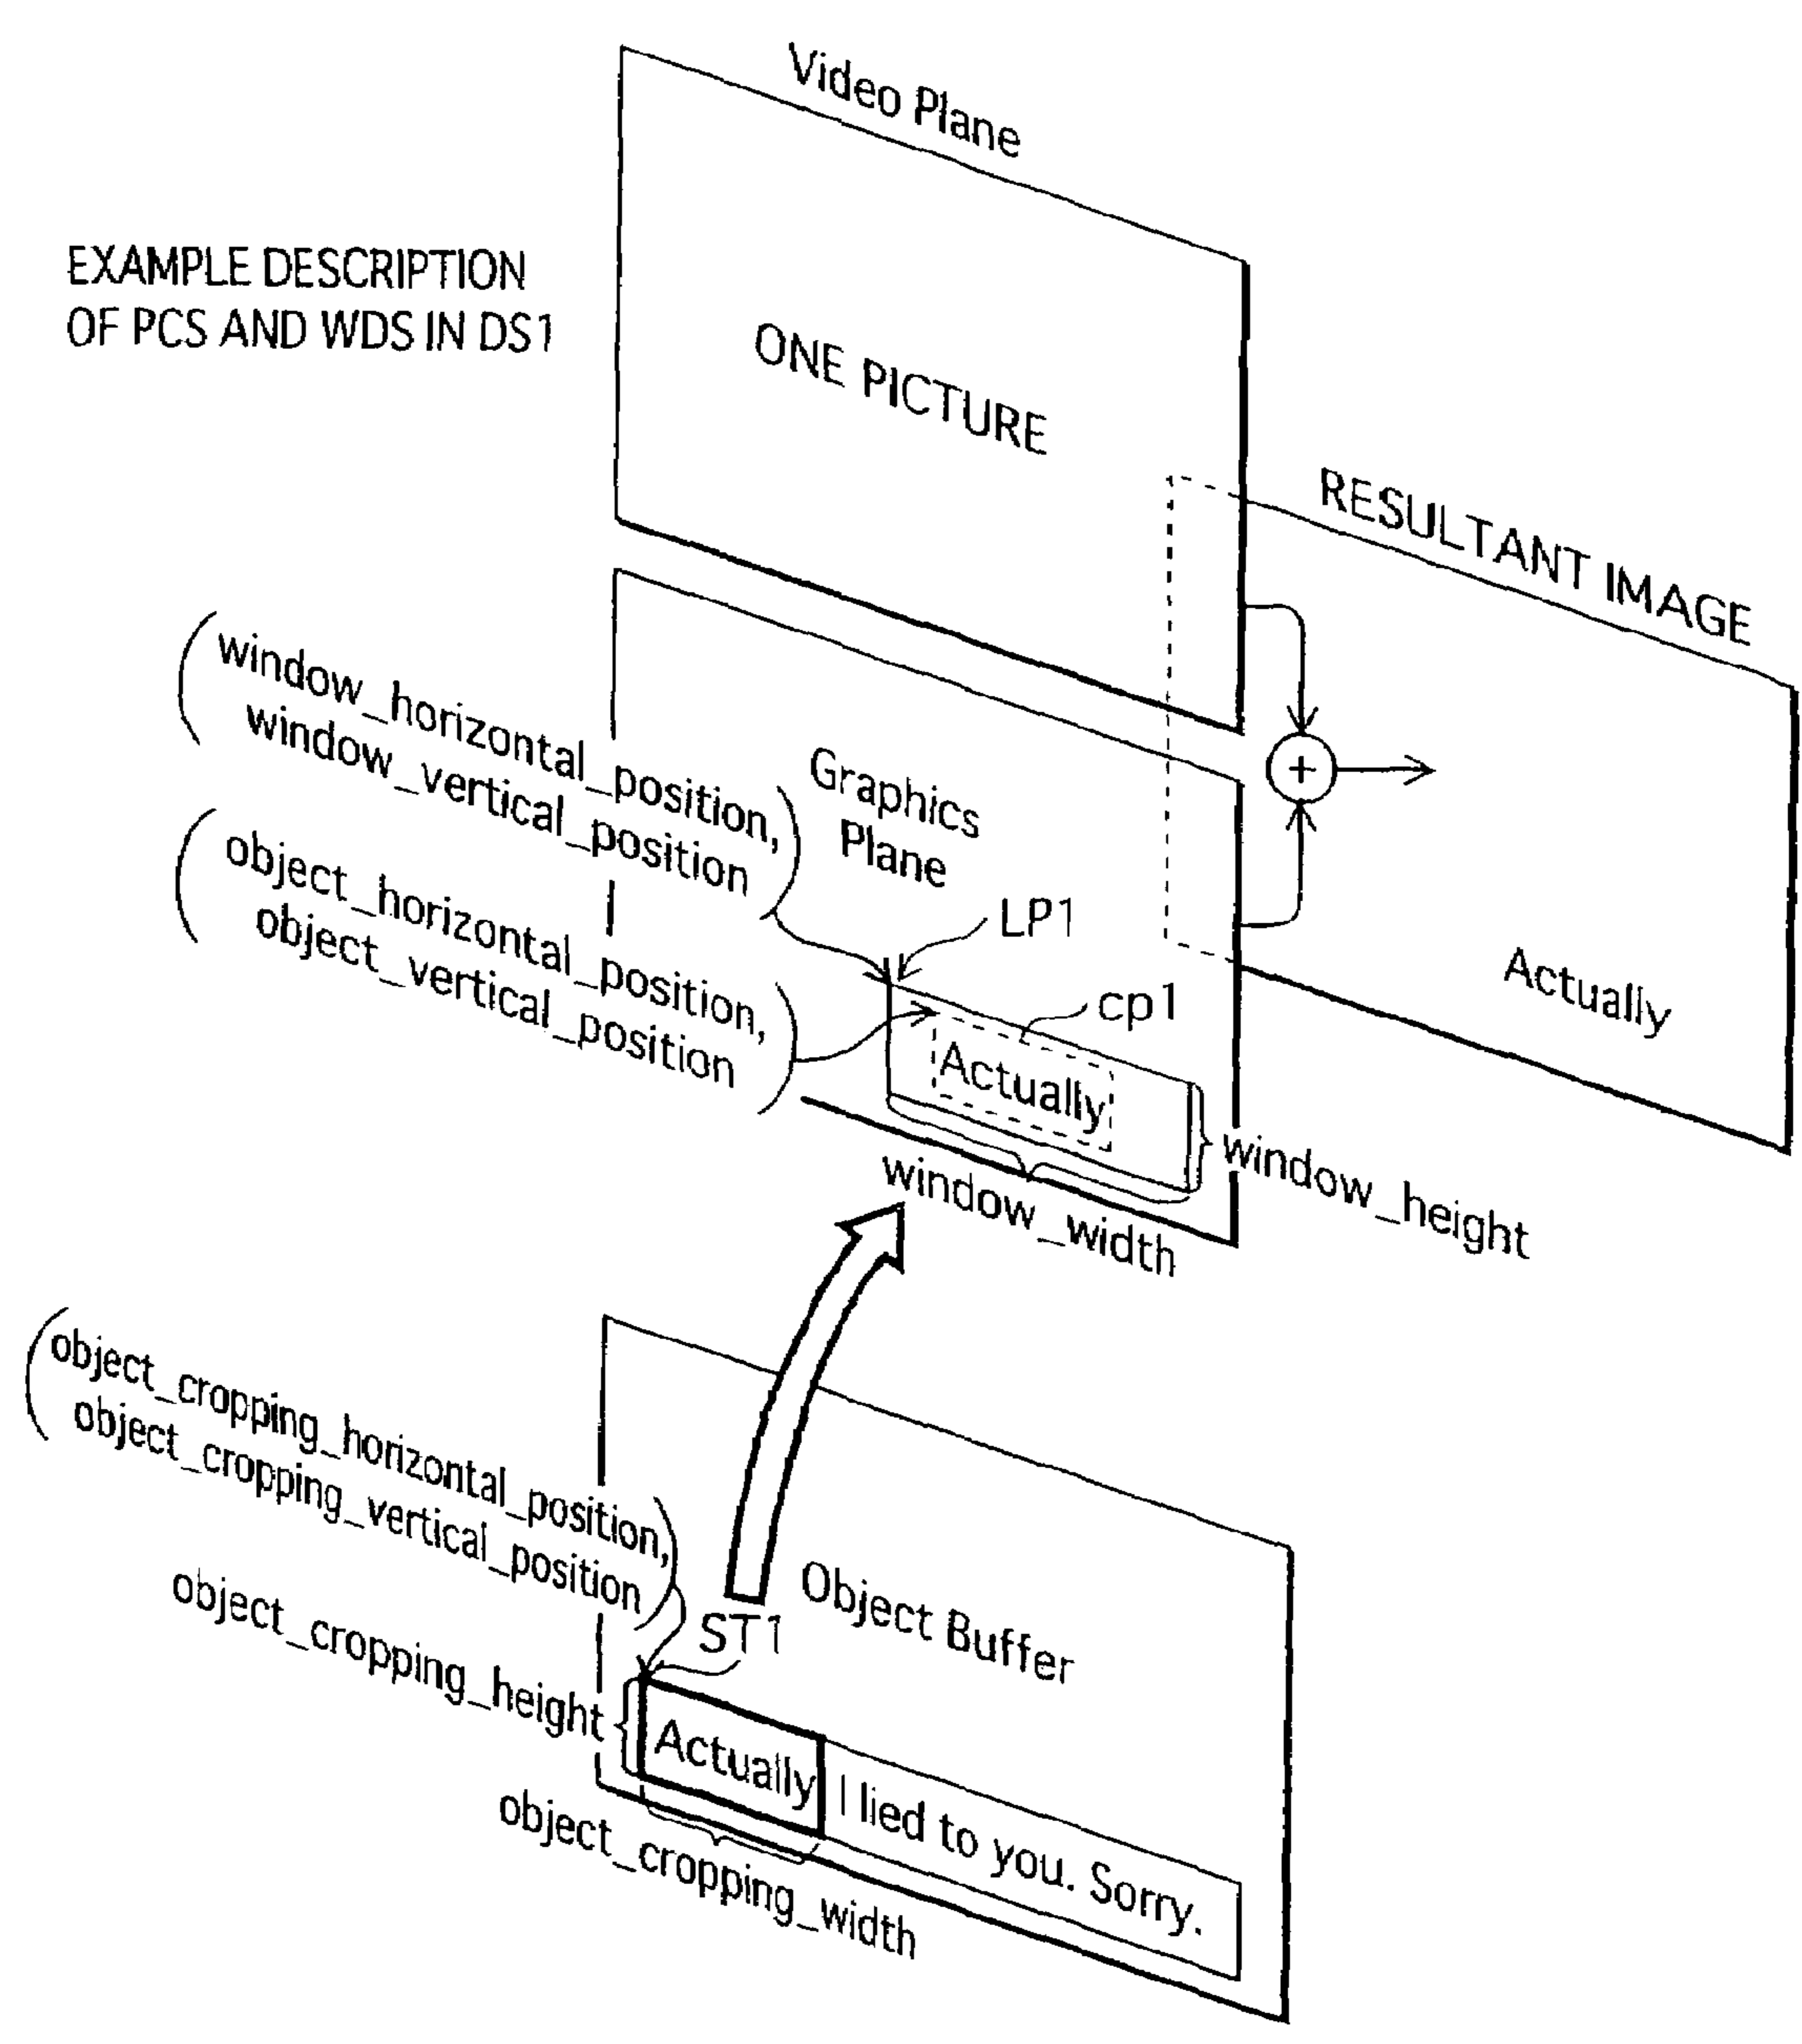 Video Plane
EXAMPLE DESCRIPTION
OF PCS AND WDS IN DS1
ONE PICTURE
RESULTANT IMAGE
window_horizontal_position,
window_vertical_position
Graphics
Plane
object_horizontal_position,
object_vertical_position
LP1
cp1
Actually
Actually
window_height
window_width
object_cropping_horizontal_position,
object_cropping_vertical_position
Object Buffer
ST1
object_cropping_height
Actually I lied to you. Sorry.
object_cropping_width